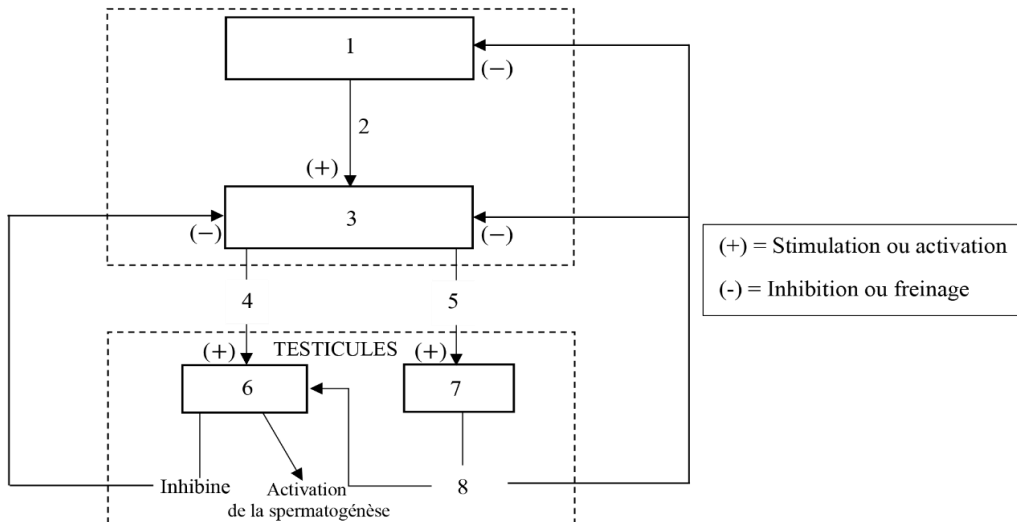 1
(−)
2
(+)
3
(−)
(−)
(+) = Stimulation ou activation
(-) = Inhibition ou freinage
4
5
(+)
TESTICULES
(+)
6
7
Inhibine
Activation
de la spermatogénèse
8